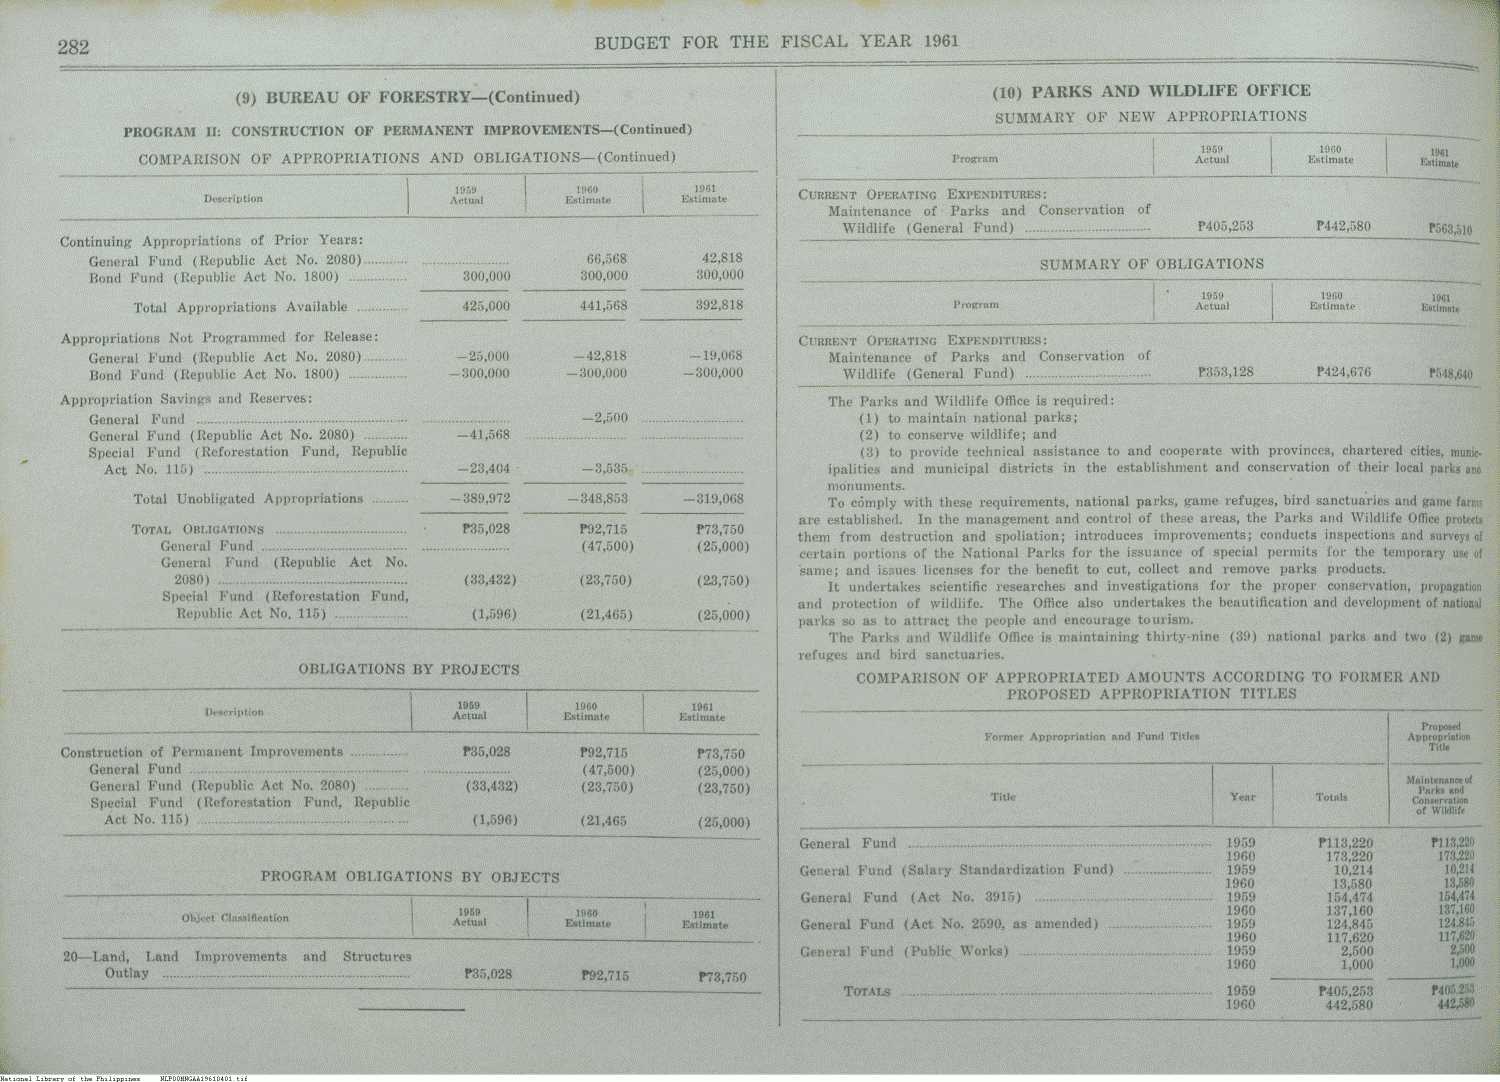 282
BUDGET FOR THE FISCAL YEAR 1961
(9) BUREAU OF FORESTRY—(Continued)
PROGRAM II: CONSTRUCTION OF PERMANENT IMPROVEMENTS—(Continued)
COMPARISON OF APPROPRIATIONS AND OBLIGATIONS—(Continued)
Description 1959 Actual 1960 Estimate 1961 Estimate
Continuing Appropriations of Prior Years:
General Fund (Republic Act No. 2080) ............ ...................... 66,568 42,818
Bond Fund (Republic Act No. 1800) ............... 300,000 300,000 300,000
Total Appropriations Available ............. 425,000 441,568 392,818
Appropriations Not Programmed for Release:
General Fund (Republic Act No. 2080) ............ —25,000 —42,818 —19,068
Bond Fund (Republic Act No. 1800) ............... —300,000 —300,000 —300,000
Appropriation Savings and Reserves:
General Fund ...................... ...................... —2,500 ......................
General Fund (Republic Act No. 2080) ............ —41,568 ...................... ......................
Special Fund (Reforestation Fund, Republic
Act No. 115) ...................... —23,404 —3,535 ......................
Total Unobligated Appropriations .......... —389,972 —348,853 —319,068
TOTAL OBLIGATIONS ...................... ₱35,028 ₱92,715 ₱73,750
General Fund ...................... ...................... (47,500) (25,000)
General Fund (Republic Act No.
2080) ...................... (33,432) (23,750) (23,750)
Special Fund (Reforestation Fund,
Republic Act No. 115) .................. (1,596) (21,465) (25,000)
OBLIGATIONS BY PROJECTS
Description 1959 Actual 1960 Estimate 1961 Estimate
Construction of Permanent Improvements ............... ₱35,028 ₱92,715 ₱73,750
General Fund ...................... ...................... (47,500) (25,000)
General Fund (Republic Act No. 2080) ............ (33,432) (23,750) (23,750)
Special Fund (Reforestation Fund, Republic
Act No. 115) ...................... (1,596) (21,465 (25,000)
PROGRAM OBLIGATIONS BY OBJECTS
Object Classification 1959 Actual 1960 Estimate 1961 Estimate
20—Land, Land Improvements and Structures
Outlay ...................... ₱35,028 ₱92,715 ₱73,750
(10) PARKS AND WILDLIFE OFFICE
SUMMARY OF NEW APPROPRIATIONS
Program 1959 Actual 1960 Estimate 1961 Estimate
CURRENT OPERATING EXPENDITURES:
Maintenance of Parks and Conservation of
Wildlife (General Fund) ...................... ₱405,253 ₱442,580 ₱563,510
SUMMARY OF OBLIGATIONS
Program 1959 Actual 1960 Estimate 1961 Estimate
CURRENT OPERATING EXPENDITURES:
Maintenance of Parks and Conservation of
Wildlife (General Fund) ...................... ₱353,128 ₱424,676 ₱548,640
The Parks and Wildlife Office is required:
(1) to maintain national parks;
(2) to conserve wildlife; and
(3) to provide technical assistance to and cooperate with provinces, chartered cities, munic-
ipalities and municipal districts in the establishment and conservation of their local parks and
monuments.
To comply with these requirements, national parks, game refuges, bird sanctuaries and game farms
are established. In the management and control of these areas, the Parks and Wildlife Office protects
them from destruction and spoliation; introduces improvements; conducts inspections and surveys of
certain portions of the National Parks for the issuance of special permits for the temporary use of
same; and issues licenses for the benefit to cut, collect and remove parks products.
It undertakes scientific researches and investigations for the proper conservation, propagation
and protection of wildlife. The Office also undertakes the beautification and development of national
parks so as to attract the people and encourage tourism.
The Parks and Wildlife Office is maintaining thirty-nine (39) national parks and two (2) game
refuges and bird sanctuaries.
COMPARISON OF APPROPRIATED AMOUNTS ACCORDING TO FORMER AND
PROPOSED APPROPRIATION TITLES
Former Appropriation and Fund Titles Proposed Appropriation Title
Title Year Totals Maintenance of Parks and Conservation of Wildlife
General Fund ...................... 1959 ₱113,220 ₱113,220
1960 173,220 173,220
General Fund (Salary Standardization Fund) ...................... 1959 10,214 10,214
1960 13,580 13,580
General Fund (Act No. 3915) ...................... 1959 154,474 154,474
1960 137,160 137,160
General Fund (Act No. 2590, as amended) ...................... 1959 124,845 124,845
1960 117,620 117,620
General Fund (Public Works) ...................... 1959 2,500 2,500
1960 1,000 1,000
TOTALS ...................... 1959 ₱405,253 ₱405,253
1960 442,580 442,580
National Library of the Philippines NLPOOMNGAA19610401.tif